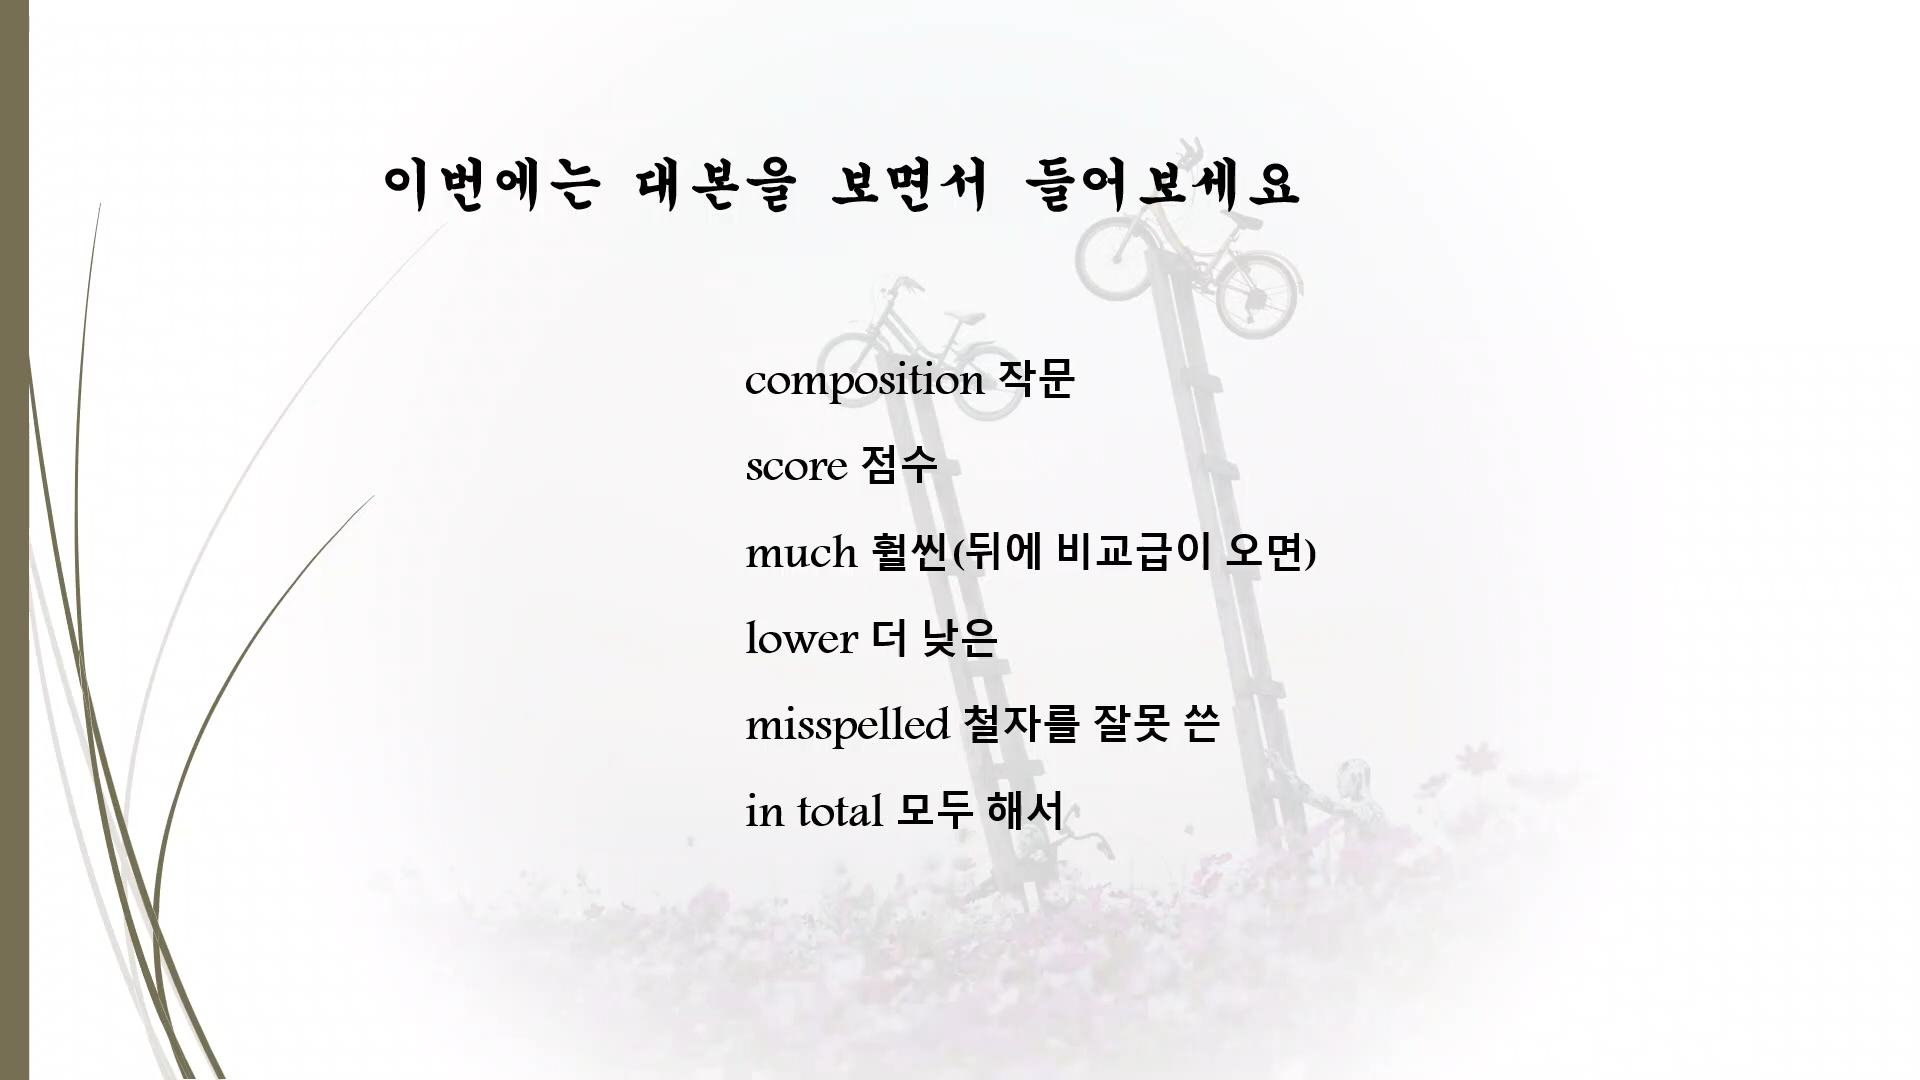 이번에는 대본을 보면서 들어보세요
composition 작문
score 점수
much 훨씬(뒤에 비교급이 오면)
lower 더 낮은
misspelled 철자를 잘못 쓴
in total 모두 해서